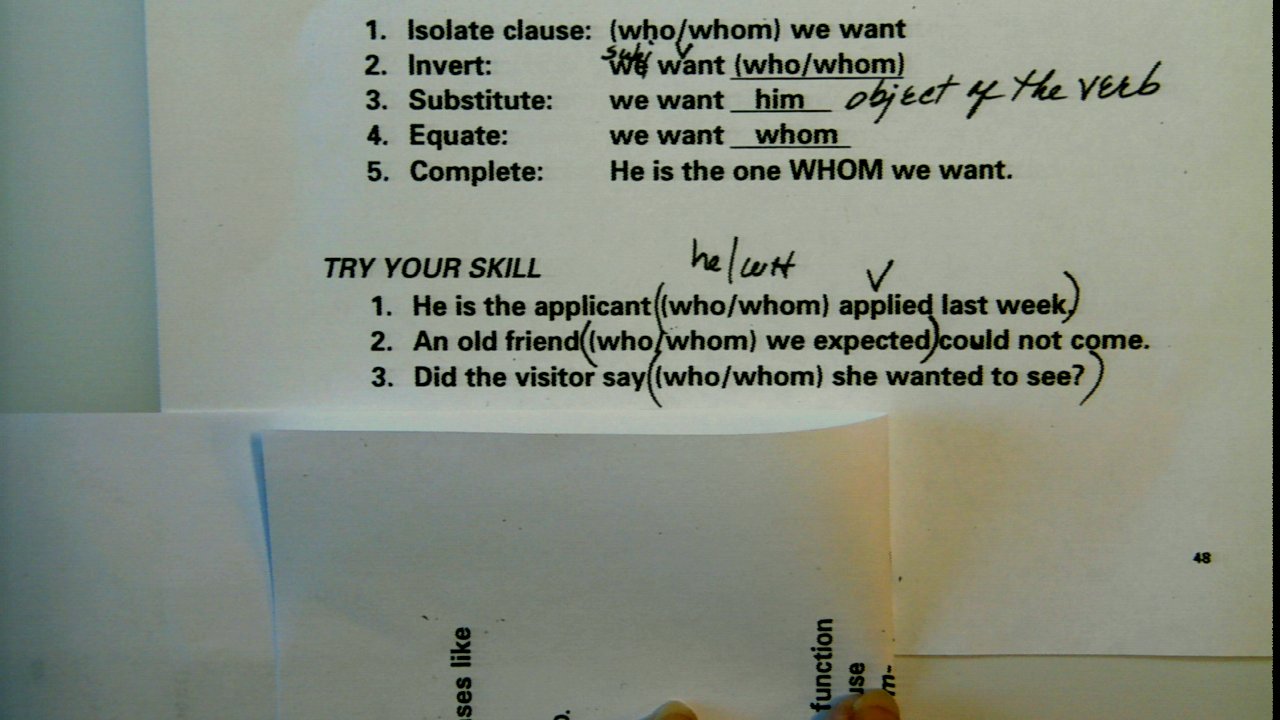 1. Isolate clause: (who/whom) we want
subj v
2. Invert: we want (who/whom)
3. Substitute: we want him object of the verb
4. Equate: we want whom
5. Complete: He is the one WHOM we want.
he/
TRY YOUR SKILL
1. He is the applicant ((who/whom) applied last week)
2. An old friend ((who/whom) we expected) could not come.
3. Did the visitor say ((who/whom) she wanted to see?)
48
ses like
o.
function
use
m-